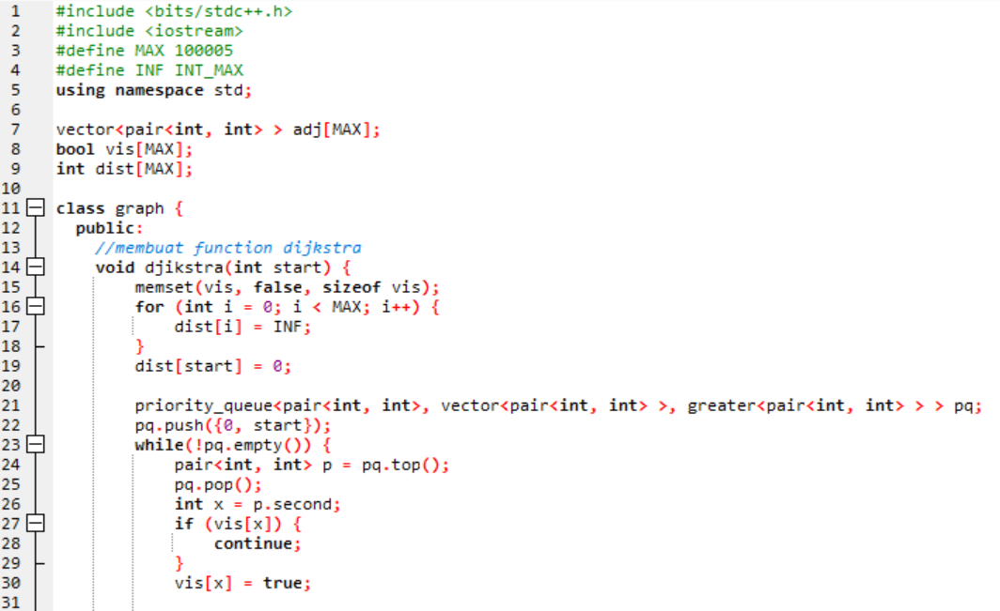 1 #include <bits/stdc++.h>
2 #include <iostream>
3 #define MAX 100005
4 #define INF INT_MAX
5 using namespace std;
6
7 vector<pair<int, int> > adj[MAX];
8 bool vis[MAX];
9 int dist[MAX];
10
11 class graph {
12 public:
13 //membuat function dijkstra
14 void djikstra(int start) {
15 memset(vis, false, sizeof vis);
16 for (int i = 0; i < MAX; i++) {
17 dist[i] = INF;
18 }
19 dist[start] = 0;
20
21 priority_queue<pair<int, int>, vector<pair<int, int> >, greater<pair<int, int> > > pq;
22 pq.push({0, start});
23 while(!pq.empty()) {
24 pair<int, int> p = pq.top();
25 pq.pop();
26 int x = p.second;
27 if (vis[x]) {
28 continue;
29 }
30 vis[x] = true;
31